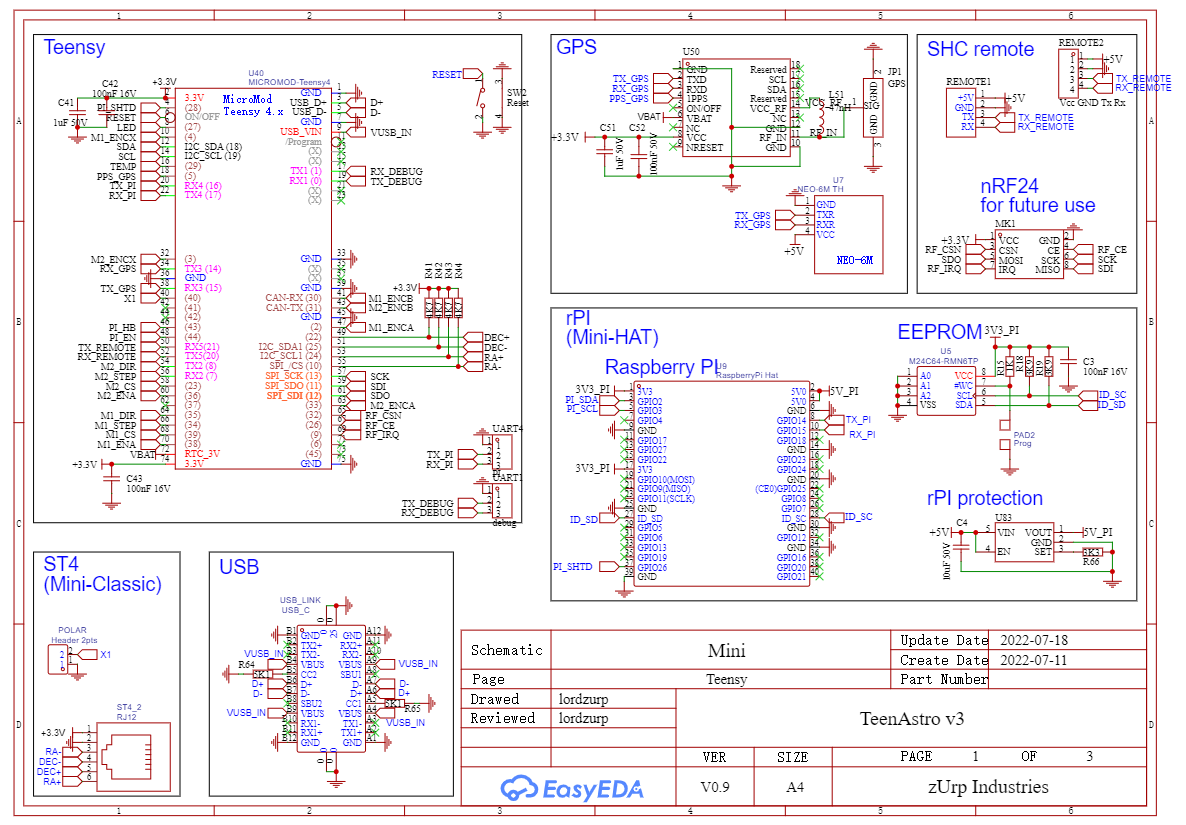 1 2 3 4 5 6
A B C D
Teensy
U40
MICROMOD-Teensy4
MicroMod
Teensy 4.x
+3.3V
C42
100nF 16V
C41
1uF 50V
PI_SHTD
RESET
LED
M1_ENCX
SDA
SCL
TEMP
PPS_GPS
TX_PI
RX_PI
3.3V
(28)
ON/OFF
(27)
(4)
I2C_SDA (18)
I2C_SCL (19)
(29)
(5)
RX4 (16)
TX4 (17)
GND
USB_D+
USB_D-
GND
USB_VIN
/Program
(X)
(X)
TX1 (1)
RX1 (0)
(X)
(X)
D+
D-
VUSB_IN
RX_DEBUG
TX_DEBUG
RESET
SW2
Reset
M2_ENCX
RX_GPS
TX_GPS
X1
PI_HB
PI_EN
TX_REMOTE
RX_REMOTE
M2_DIR
M2_STEP
M2_CS
M2_ENA
M1_DIR
M1_STEP
M1_CS
M1_ENA
VBAT
+3.3V
C43
100nF 16V
(3)
TX3 (14)
GND
RX3 (15)
(40)
(41)
(42)
(43)
(44)
RX5(21)
TX5(20)
TX2 (8)
RX2 (7)
(23)
(36)
(37)
(35)
(34)
(39)
(38)
RTC_3V
3.3V
GND
(X)
(X)
GND
CAN-RX (30)
CAN-TX (31)
GND
(2)
(22)
I2C_SDA1 (25)
I2C_SCL1 (24)
SPI_/CS (10)
SPI_SCK (13)
SPI_SDO (11)
SPI_SDI (12)
(33)
(32)
(26)
(9)
(6)
(45)
GND
M1_ENCB
M2_ENCB
M1_ENCA
SCK
SDI
SDO
M2_ENCA
RF_CSN
RF_CE
RF_IRQ
+3.3V
R41
R42
R43
R44
DEC+
DEC-
RA+
RA-
UART4
TX_PI
RX_PI
PI
UART1
TX_DEBUG
RX_DEBUG
debug
GPS
U50
TX_GPS
RX_GPS
PPS_GPS
VBAT
+3.3V
C51
1uF 50V
C52
100nF 50V
GND
TXD
RXD
1PPS
ON/OFF
VBAT
NC
VCC
NRESET
Reserved
SCL
SDA
Reserved
VCC_RF
NC
GND
RF_IN
GND
VCC_RF
L51
47nH
RF_IN
JP1
GPS
GND
SIG
GND
U7
NEO-6M TH
TX_GPS
RX_GPS
+5V
GND
TXR
RXR
VCC
NEO-6M
SHC remote
REMOTE2
+5V
TX_REMOTE
RX_REMOTE
Vcc GND Tx Rx
REMOTE1
+5V
GND
TX
RX
+5V
TX_REMOTE
RX_REMOTE
nRF24
for future use
MK1
+3.3V
RF_CSN
SDO
RF_IRQ
VCC
CSN
MOSI
IRQ
GND
CE
SCK
MISO
RF_CE
SCK
SDI
rPI
(Mini-HAT)
Raspberry PI
U9
RaspberryPi Hat
3V3_PI
PI_SDA
PI_SCL
3V3_PI
ID_SD
PI_SHTD
3V3
GPIO2
GPIO3
GPIO4
GND
GPIO17
GPIO27
GPIO22
3V3
GPIO10(MOSI)
GPIO9(MISO)
GPIO11(SCLK)
GND
ID_SD
GPIO5
GPIO6
GPIO13
GPIO19
GPIO26
GND
5V0
5V0
GND
GPIO14
GPIO15
GPIO18
GND
GPIO23
GPIO24
GND
(CE0)GPIO25
GPIO8
GPIO7
ID_SC
GND
GPIO12
GND
GPIO16
GPIO20
GPIO21
5V_PI
TX_PI
RX_PI
ID_SC
EEPROM
3V3_PI
U5
M24C64-RMN6TP
A0
A1
A2
VSS
VCC
#WC
SCL
SDA
R15
1K
R18
3K9
R19
3K9
C3
100nF 16V
ID_SC
ID_SD
PAD2
Prog
rPI protection
+5V
C4
10uF 50V
U83
VIN
EN
VOUT
GND
SET
5V_PI
3K3
R66
ST4
(Mini-Classic)
POLAR
Header 2pts
X1
ST4_2
RJ12
+3.3V
RA-
DEC-
DEC+
RA+
USB
USB_LINK
USB_C
VUSB_IN
R64
5K1
D+
D-
VUSB_IN
GND
TX2+
TX2-
VBUS
CC2
D+
D-
SBU2
VBUS
RX1-
RX1+
GND
GND
RX2+
RX2-
VBUS
SBU1
D-
D+
CC1
VBUS
TX1-
TX1+
GND
VUSB_IN
D-
D+
5K1
R65
VUSB_IN
Schematic
Mini
Update Date 2022-07-18
Create Date 2022-07-11
Page
Teensy
Part Number
Drawed lordzurp
Reviewed lordzurp
TeenAstro v3
VER SIZE PAGE 1 OF 3
EasyEDA
V0.9 A4 zUrp Industries
1 2 3 4 5 6